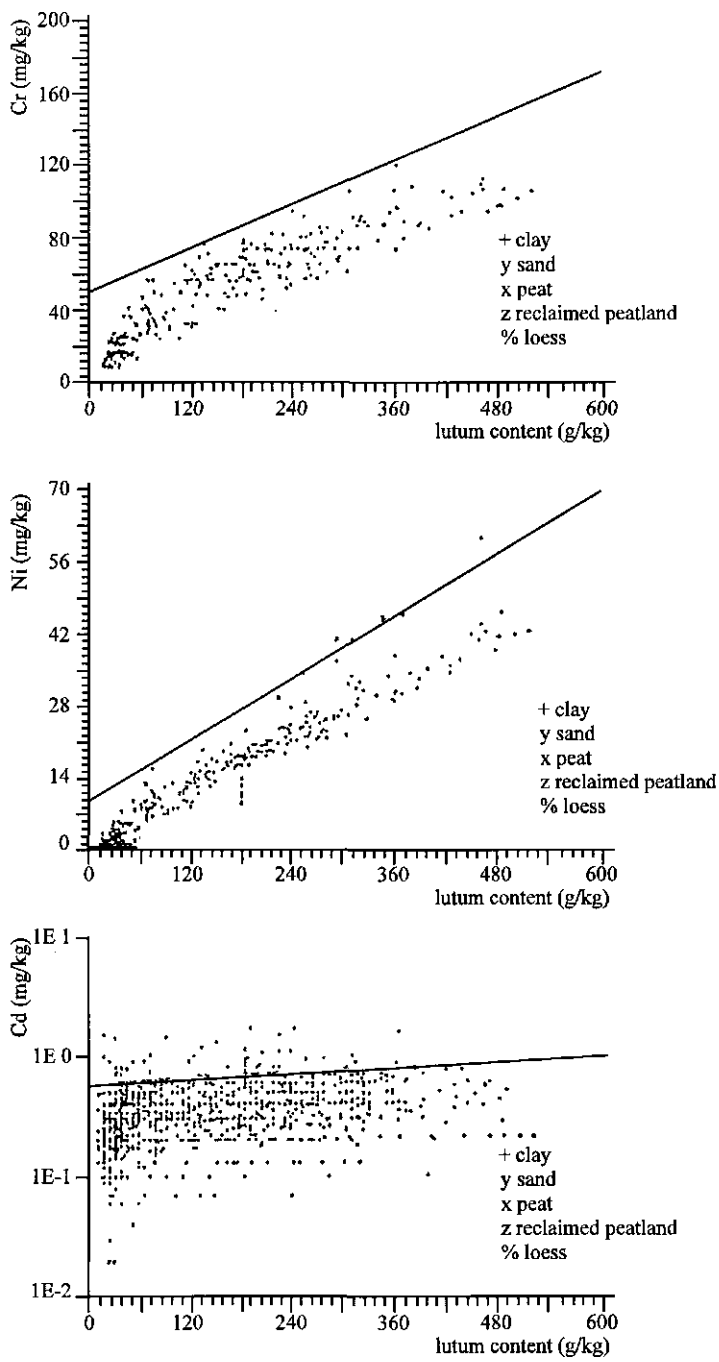 Cr (mg/kg)
200
160
120
80
40
0
+ clay
y sand
x peat
z reclaimed peatland
% loess
0 120 240 360 480 600
lutum content (g/kg)
Ni (mg/kg)
70
56
42
28
14
0
+ clay
y sand
x peat
z reclaimed peatland
% loess
0 120 240 360 480 600
lutum content (g/kg)
Cd (mg/kg)
1E 1
1E 0
1E-1
1E-2
+ clay
y sand
x peat
z reclaimed peatland
% loess
0 120 240 360 480 600
lutum content (g/kg)